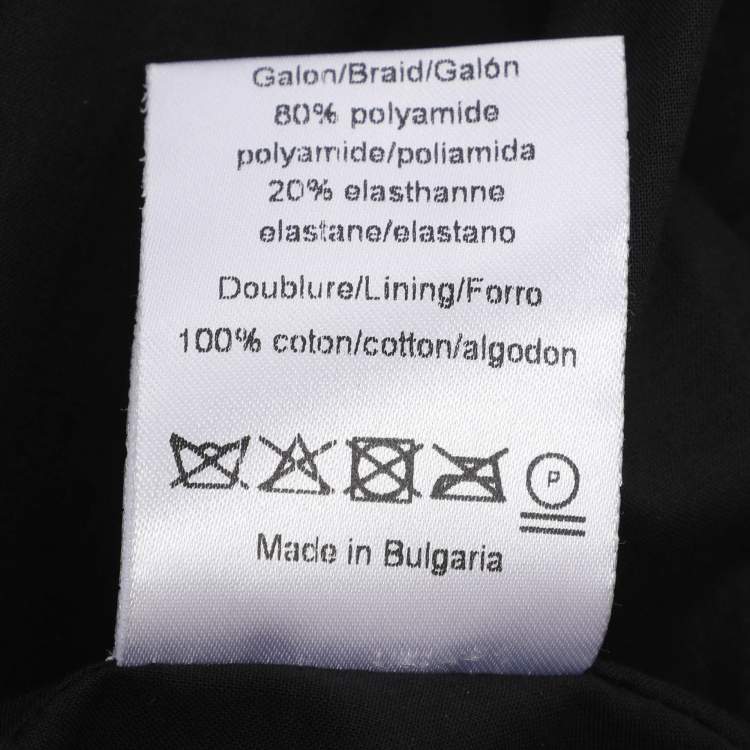 Galon/Braid/Galón
80% polyamide
polyamide/poliamida
20% elasthanne
elastane/elastano
Doublure/Lining/Forro
100% coton/cotton/algodon
P
Made in Bulgaria